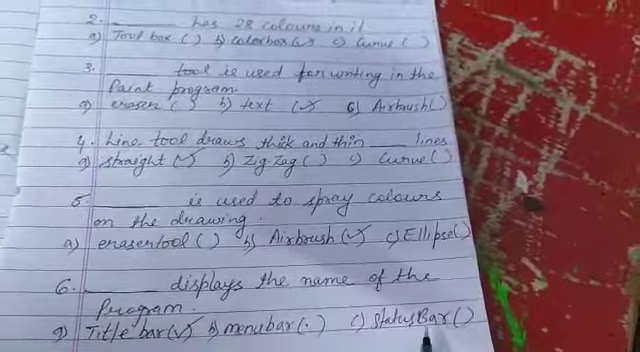 2. ______ has 28 colours in it
a) Tool box ( ) b) colorbox (✓) c) Curve ( )
3. ______ tool is used for writing in the
Paint program.
a) eraser ( ) b) text (✓) c) Airbrush ( )
4. Line tool draws thick and thin ____ lines
a) straight (✓) b) Zig-Zag ( ) c) Curve ( )
5. ______ is used to spray colours
on the drawing.
a) erasertool ( ) b) Airbrush (✓) c) Ellipse ( )
6. ______ displays the name of the
Program.
a) Title bar (✓) b) menubar (.) c) StatusBar ( )